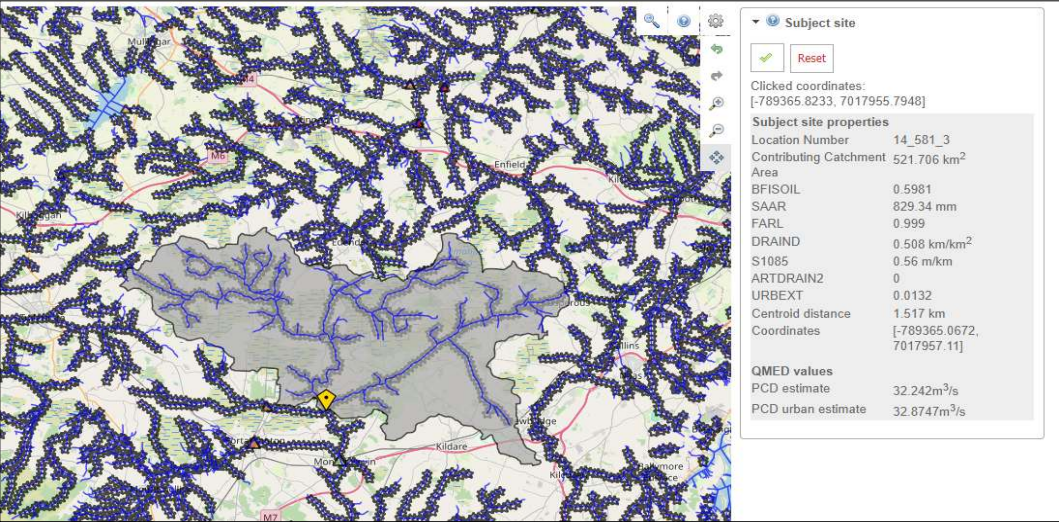 Subject site
Reset
Clicked coordinates:
[-789365.8233, 7017955.7948]
Subject site properties
Location Number 14_581_3
Contributing Catchment Area 521.706 km²
BFISOIL 0.5981
SAAR 829.34 mm
FARL 0.999
DRAIND 0.508 km/km²
S1085 0.56 m/km
ARTDRAIN2 0
URBEXT 0.0132
Centroid distance 1.517 km
Coordinates [-789365.0672,
7017957.11]
QMED values
PCD estimate 32.242m³/s
PCD urban estimate 32.8747m³/s
M6
Enfield
Kildare
M7